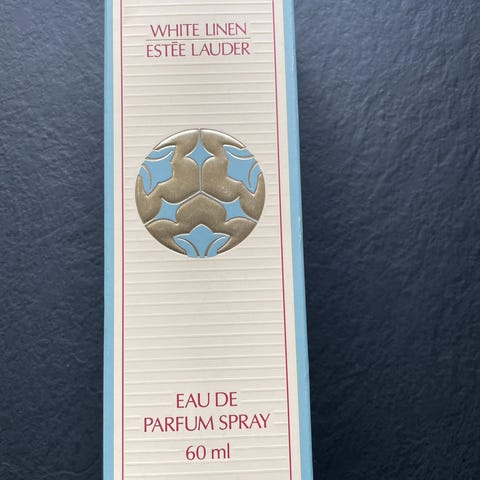 WHITE LINEN
ESTĒE LAUDER
EAU DE
PARFUM SPRAY
60 ml